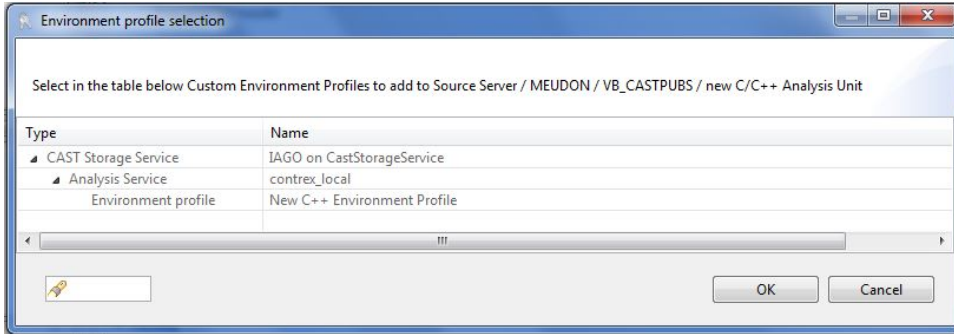 Environment profile selection
Select in the table below Custom Environment Profiles to add to Source Server / MEUDON / VB_CASTPUBS / new C/C++ Analysis Unit
Type Name
CAST Storage Service IAGO on CastStorageService
Analysis Service contrex_local
Environment profile New C++ Environment Profile
OK Cancel